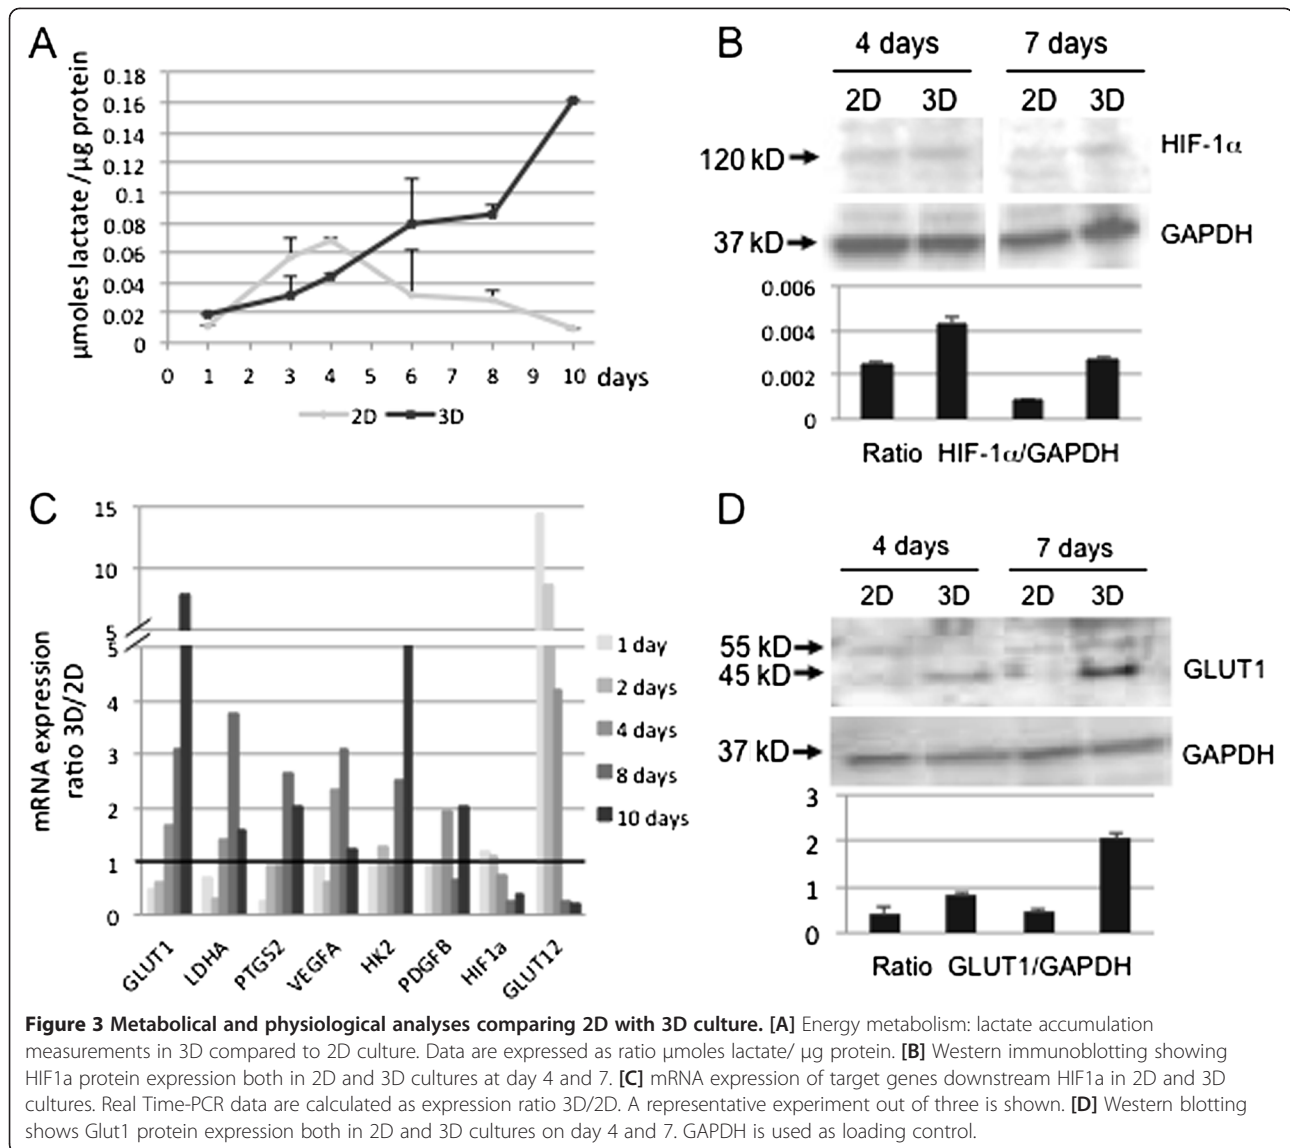 A
µmoles lactate /µg protein
0.18
0.16
0.14
0.12
0.1
0.08
0.06
0.04
0.02
0
0 1 2 3 4 5 6 7 8 9 10 days
2D 3D
B
4 days 7 days
2D 3D 2D 3D
120 kD HIF-1α
37 kD GAPDH
0.006
0.004
0.002
0
Ratio HIF-1α/GAPDH
C
mRNA expression
ratio 3D/2D
15
10
5
5
4
3
2
1
0
1 day
2 days
4 days
8 days
10 days
GLUT1 LDHA PTGS2 VEGFA HK2 PDGFB HIF1a GLUT12
D
4 days 7 days
2D 3D 2D 3D
55 kD
45 kD GLUT1
37 kD GAPDH
3
2
1
0
Ratio GLUT1/GAPDH
Figure 3 Metabolical and physiological analyses comparing 2D with 3D culture. [A] Energy metabolism: lactate accumulation
measurements in 3D compared to 2D culture. Data are expressed as ratio µmoles lactate/ µg protein. [B] Western immunoblotting showing
HIF1a protein expression both in 2D and 3D cultures at day 4 and 7. [C] mRNA expression of target genes downstream HIF1a in 2D and 3D
cultures. Real Time-PCR data are calculated as expression ratio 3D/2D. A representative experiment out of three is shown. [D] Western blotting
shows Glut1 protein expression both in 2D and 3D cultures on day 4 and 7. GAPDH is used as loading control.